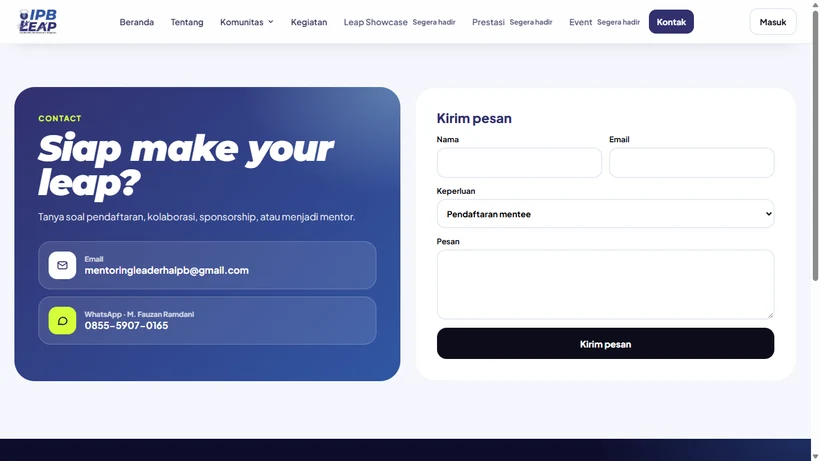 IPB
LEAP
Beranda
Tentang
Komunitas
Kegiatan
Leap Showcase Segera hadir
Prestasi Segera hadir
Event Segera hadir
Kontak
Masuk
CONTACT
Siap make your
leap?
Tanya soal pendaftaran, kolaborasi, sponsorship, atau menjadi mentor.
Email
mentoringleaderhaipb@gmail.com
WhatsApp · M. Fauzan Ramdani
0855-5907-0165
Kirim pesan
Nama
Email
Keperluan
Pendaftaran mentee
Pesan
Kirim pesan